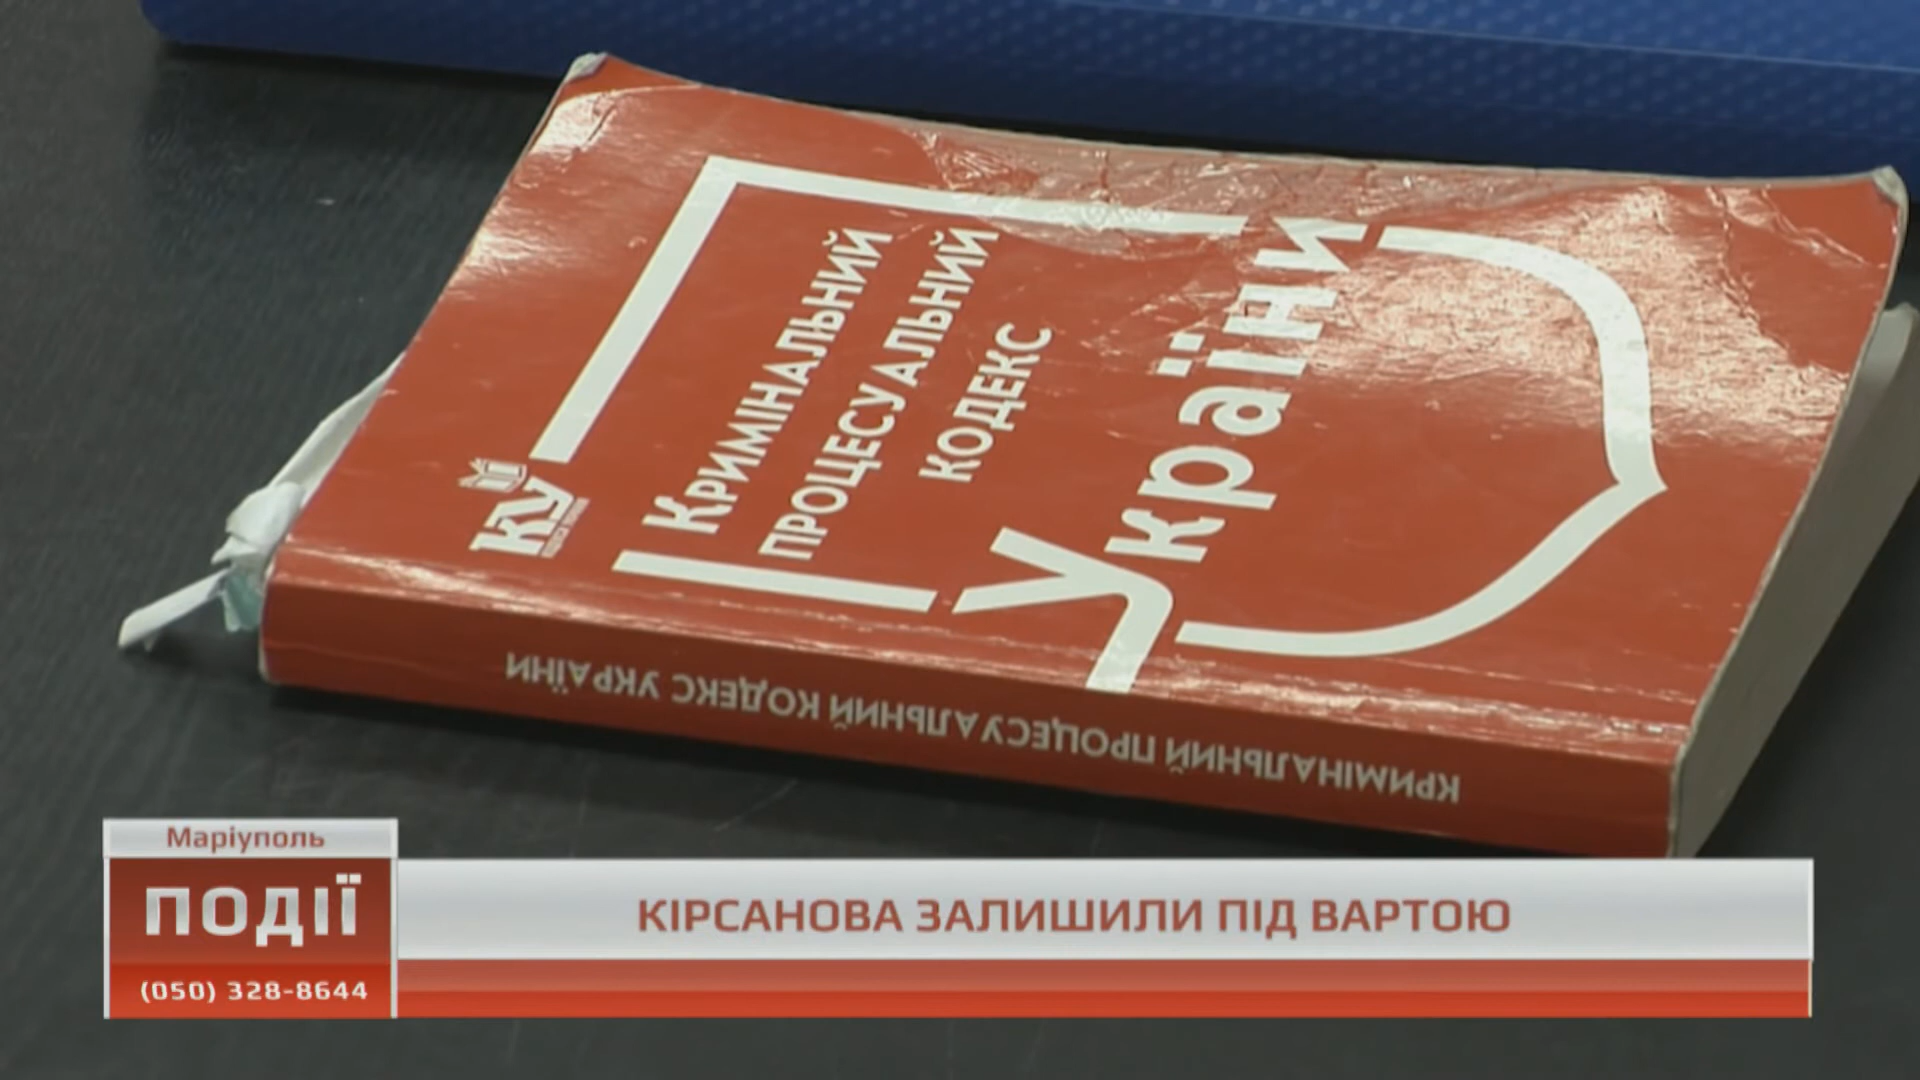 КРИМІНАЛЬНИЙ
ПРОЦЕСУАЛЬНИЙ
КОДЕКС
України
КУ
КРИМІНАЛЬНИЙ ПРОЦЕСУАЛЬНИЙ КОДЕКС УКРАЇНИ
Маріуполь
ПОДІЇ
(050) 328-8644
КІРСАНОВА ЗАЛИШИЛИ ПІД ВАРТОЮ